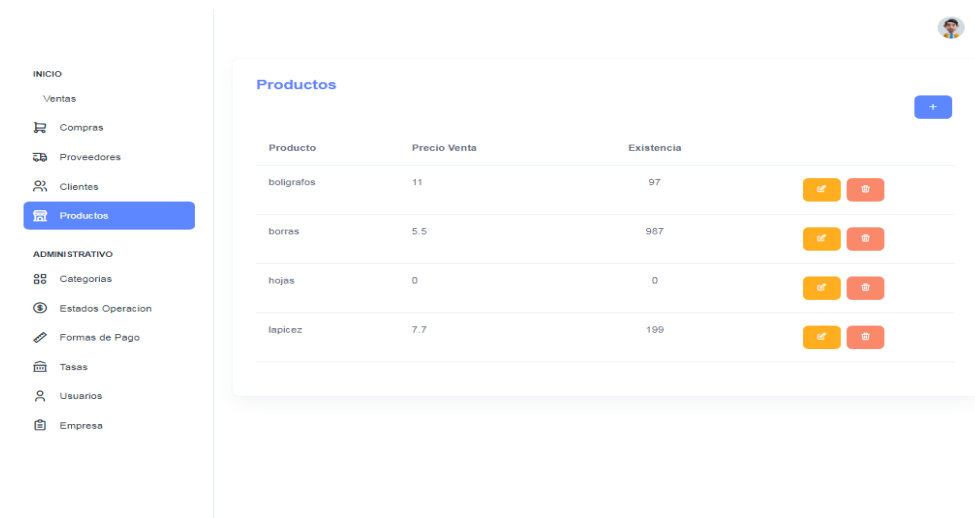 INICIO
Ventas
Compras
Proveedores
Clientes
Productos
ADMINISTRATIVO
Categorias
Estados Operacion
Formas de Pago
Tasas
Usuarios
Empresa
Productos
+
Producto Precio Venta Existencia
boligrafos 11 97
borras 5.5 987
hojas 0 0
lapicez 7.7 199